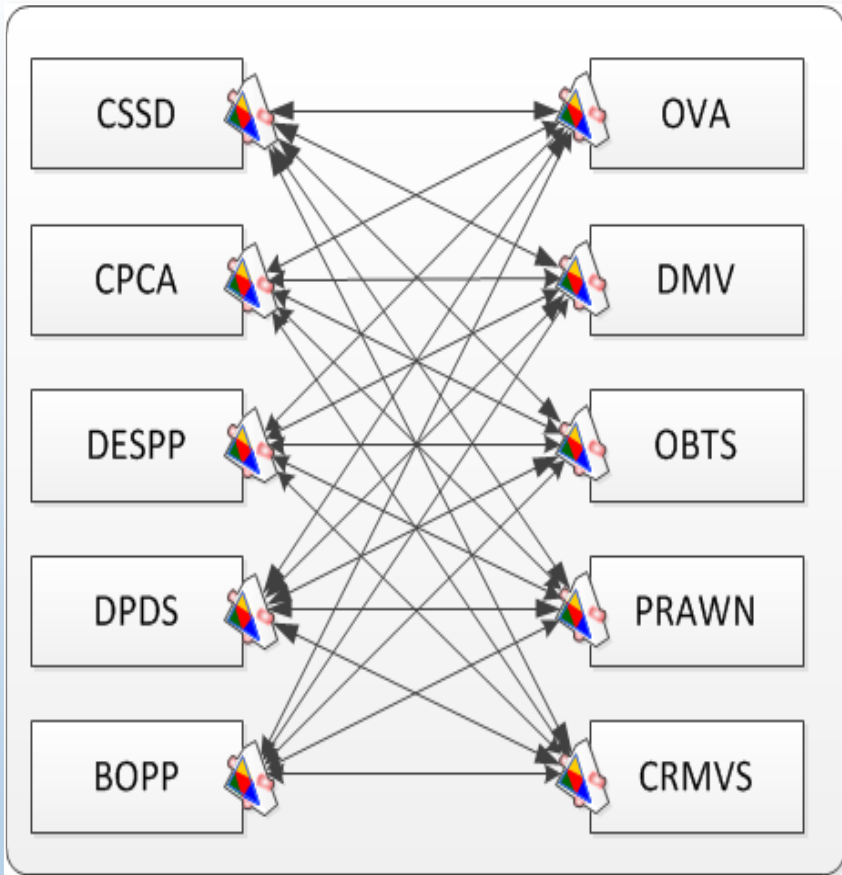 CSSD
OVA
CPCA
DMV
DESPP
OBTS
DPDS
PRAWN
BOPP
CRMVS